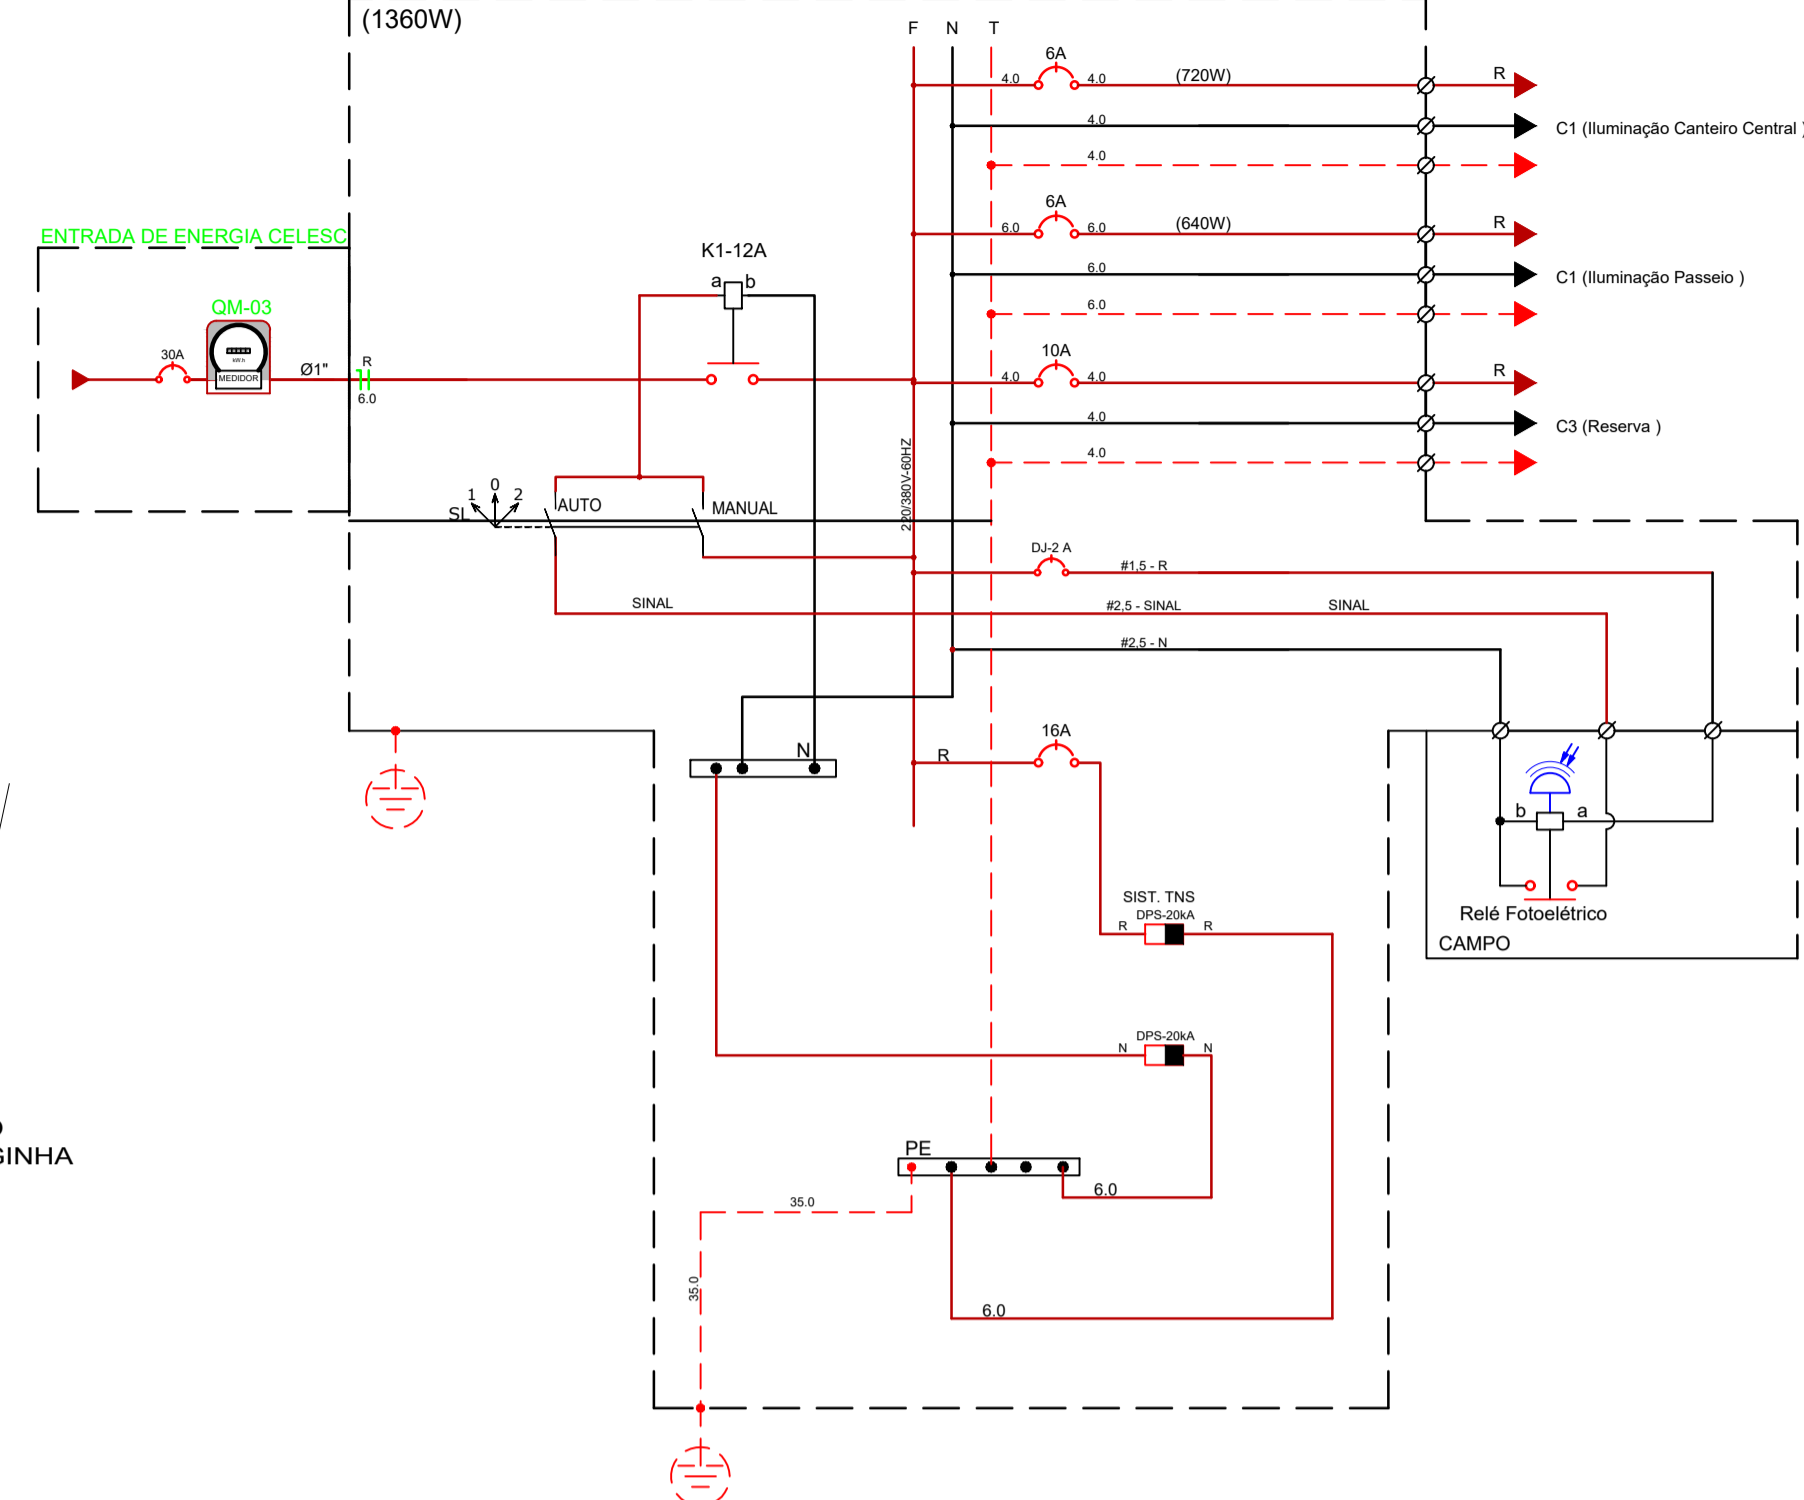 (1360W)
F N T
6A
4.0 4.0 (720W) R
4.0
C1 (Iluminação Canteiro Central )
4.0
6A
6.0 6.0 (640W) R
6.0
C1 (Iluminação Passeio )
6.0
10A
4.0 4.0 R
4.0
C3 (Reserva )
4.0
ENTRADA DE ENERGIA CELESC
QM-03
30A
kW.h
MEDIDOR
Ø1"
R
6.0
K1-12A
a b
220/380V-60HZ
SL 1 0 2
AUTO
MANUAL
DJ-2 A
#1,5 - R
SINAL
#2,5 - SINAL
SINAL
#2,5 - N
N
R
16A
b a
Relé Fotoelétrico
CAMPO
SIST. TNS
DPS-20kA
R R
DPS-20kA
N N
PE
6.0
35.0
35.0
6.0
GINHA